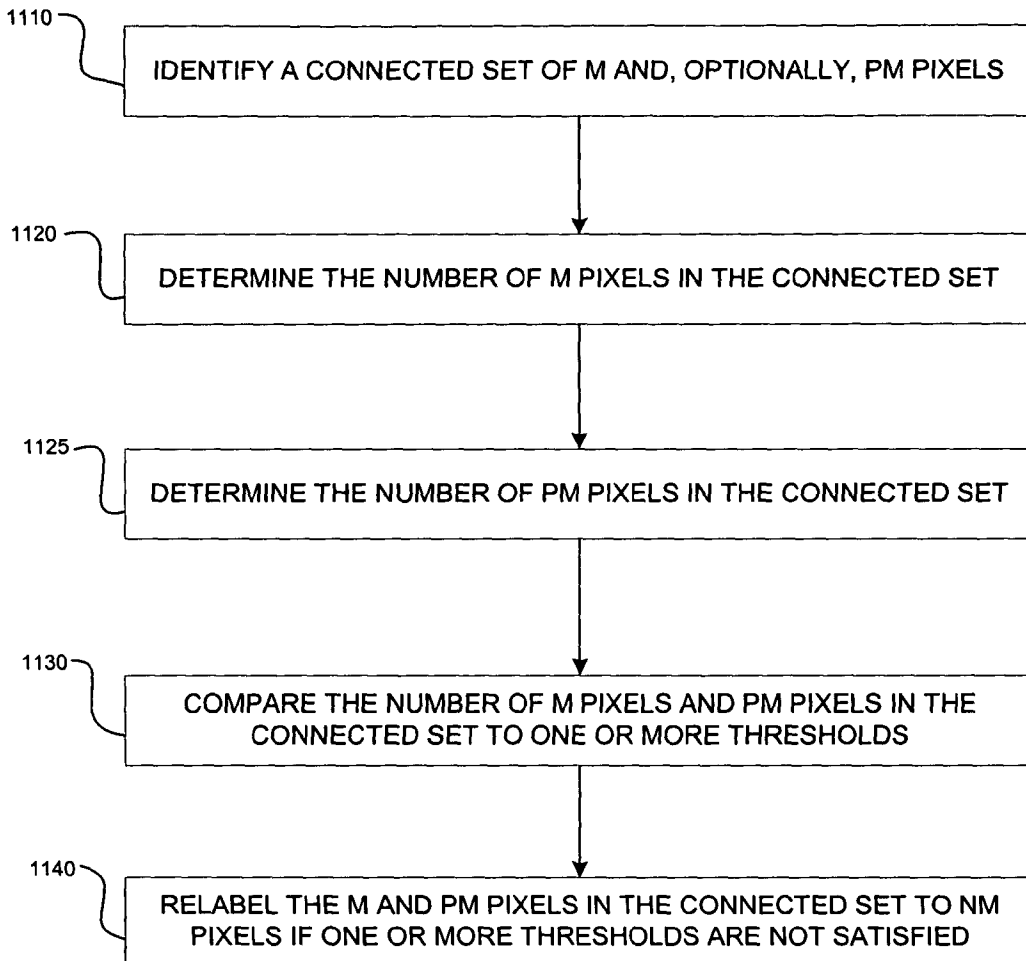 1110
IDENTIFY A CONNECTED SET OF M AND, OPTIONALLY, PM PIXELS
1120
DETERMINE THE NUMBER OF M PIXELS IN THE CONNECTED SET
1125
DETERMINE THE NUMBER OF PM PIXELS IN THE CONNECTED SET
1130
COMPARE THE NUMBER OF M PIXELS AND PM PIXELS IN THE
CONNECTED SET TO ONE OR MORE THRESHOLDS
1140
RELABEL THE M AND PM PIXELS IN THE CONNECTED SET TO NM
PIXELS IF ONE OR MORE THRESHOLDS ARE NOT SATISFIED